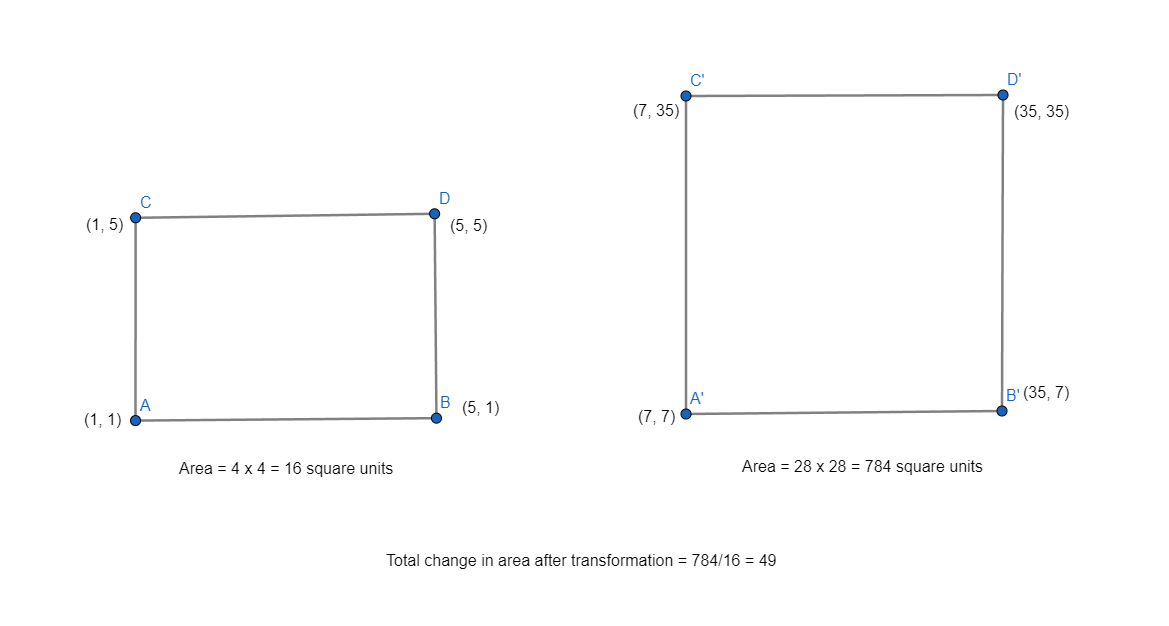 C
D
(1, 5)
(5, 5)
A
B
(1, 1)
(5, 1)
Area = 4 x 4 = 16 square units
C'
D'
(7, 35)
(35, 35)
A'
B' (35, 7)
(7, 7)
Area = 28 x 28 = 784 square units
Total change in area after transformation = 784/16 = 49